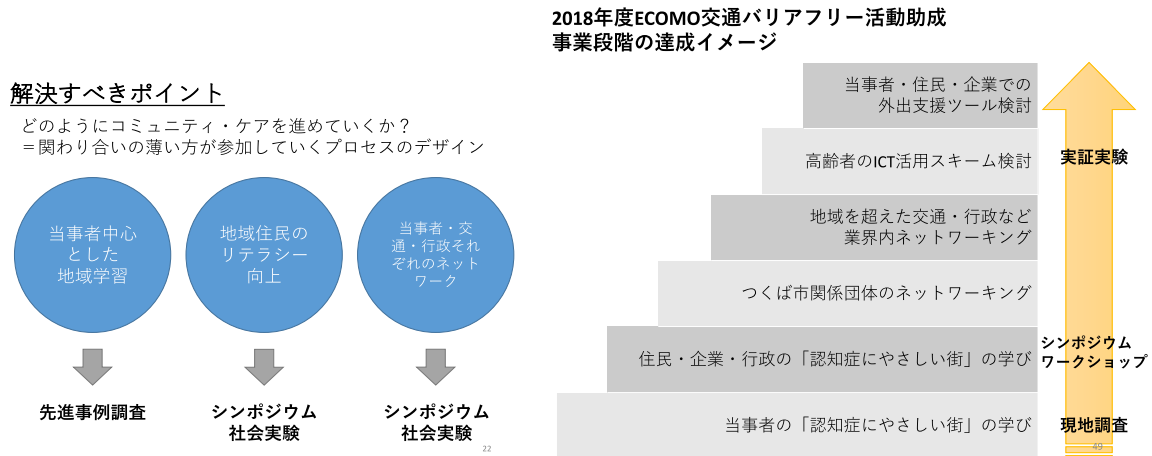 解決すべきポイント
どのようにコミュニティ・ケアを進めていくか？
＝関わり合いの薄い方が参加していくプロセスのデザイン
当事者中心
とした
地域学習
地域住民の
リテラシー
向上
当事者・交
通・行政それ
ぞれのネット
ワーク
先進事例調査
シンポジウム
社会実験
シンポジウム
社会実験
22
2018年度ECOMO交通バリアフリー活動助成
事業段階の達成イメージ
当事者・住民・企業での
外出支援ツール検討
高齢者のICT活用スキーム検討
実証実験
地域を超えた交通・行政など
業界内ネットワーキング
つくば市関係団体のネットワーキング
住民・企業・行政の「認知症にやさしい街」の学び
シンポジウム
ワークショップ
当事者の「認知症にやさしい街」の学び
現地調査
49